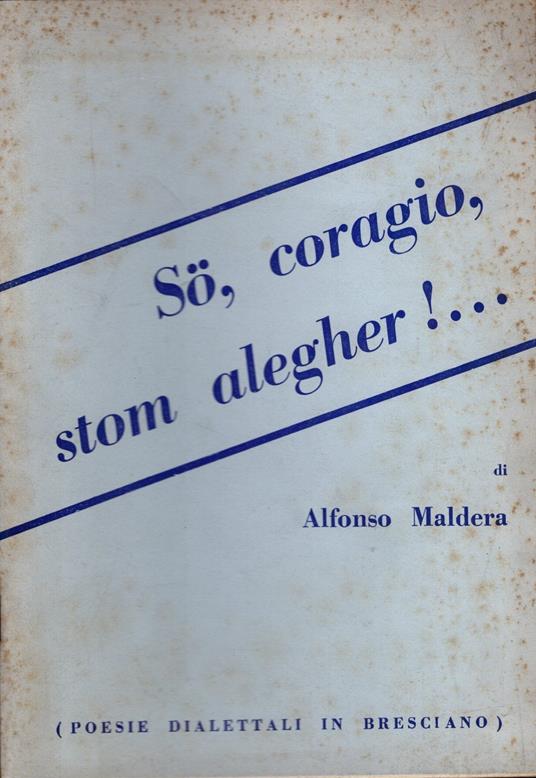 Sö, coragio,
stom alegher !...
di
Alfonso Maldera
( POESIE DIALETTALI IN BRESCIANO )